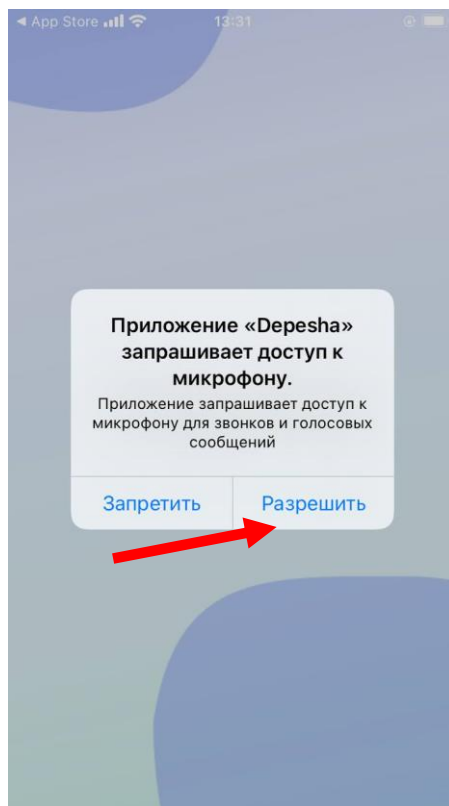 ◀ App Store 13:31
Приложение «Depesha»
запрашивает доступ к
микрофону.
Приложение запрашивает доступ к
микрофону для звонков и голосовых
сообщений
Запретить Разрешить